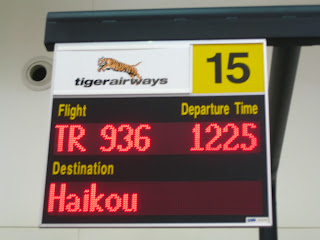 tigerairways 15
Flight Departure Time
TR 936 1225
Destination
Haikou